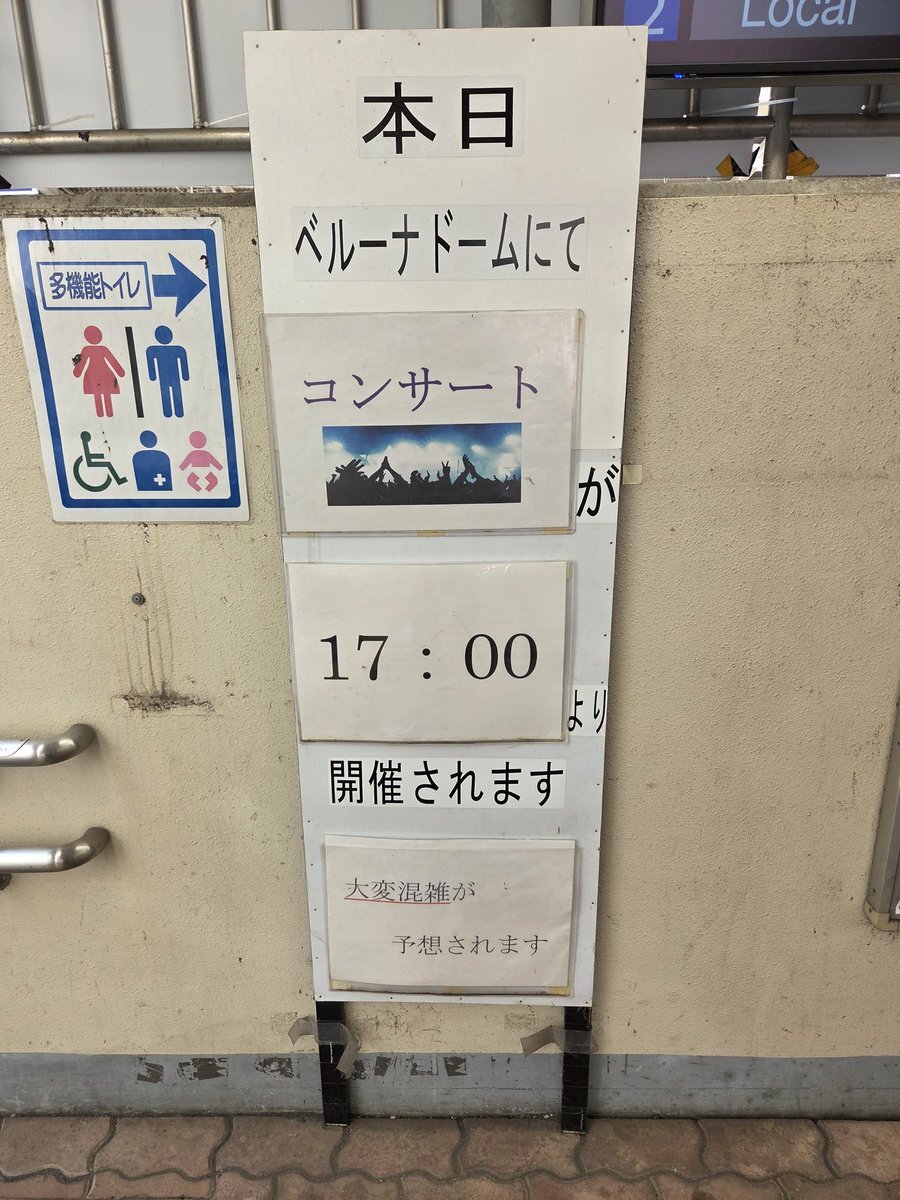 2 Local
本日
ベルーナドームにて
多機能トイレ
コンサート
が
17:00
より
開催されます
大変混雑が
予想されます